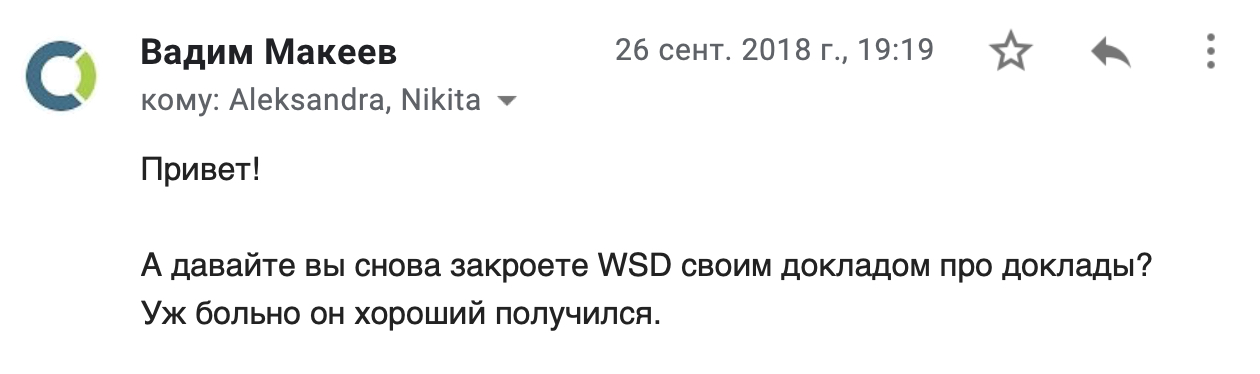 Вадим Макеев 26 сент. 2018 г., 19:19
кому: Aleksandra, Nikita
Привет!
А давайте вы снова закроете WSD своим докладом про доклады?
Уж больно он хороший получился.